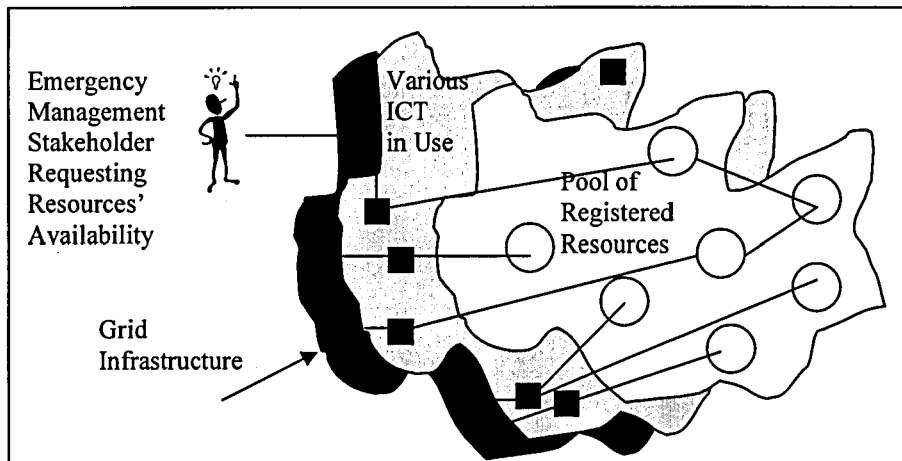 Emergency
Management
Stakeholder
Requesting
Resources'
Availability
Various
ICT
in Use
Pool of
Registered
Resources
Grid
Infrastructure